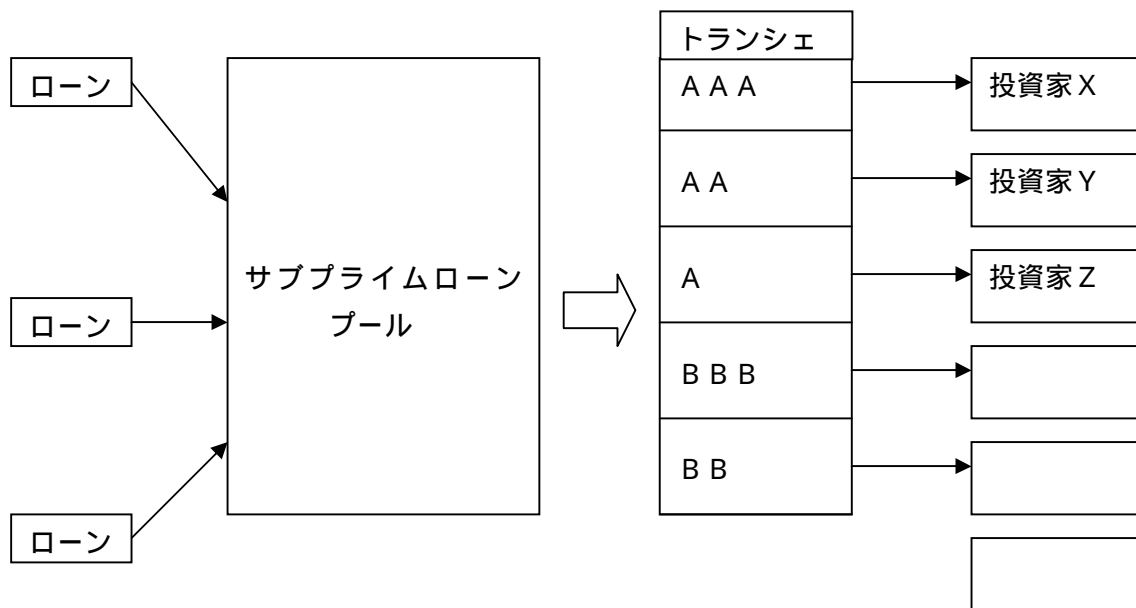 ローン
ローン
ローン
サブプライムローン
プール
トランシェ
ＡＡＡ
ＡＡ
Ａ
ＢＢＢ
ＢＢ
投資家Ｘ
投資家Ｙ
投資家Ｚ